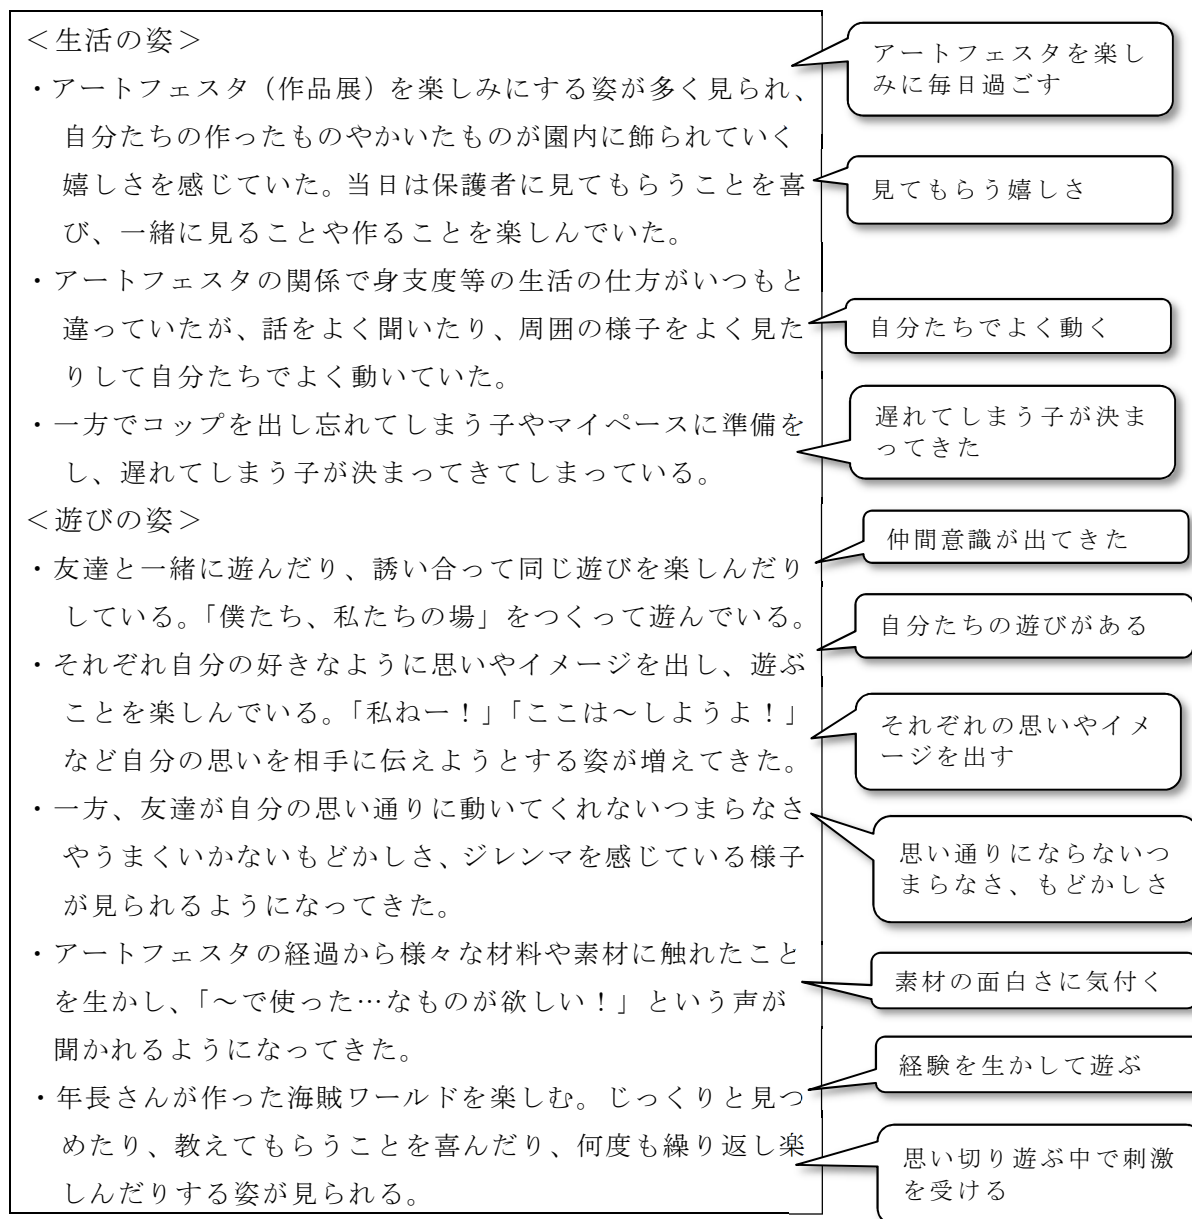 ＜生活の姿＞
・アートフェスタ（作品展）を楽しみにする姿が多く見られ、
自分たちの作ったものやかいたものが園内に飾られていく
嬉しさを感じていた。当日は保護者に見てもらうことを喜
び、一緒に見ることや作ることを楽しんでいた。
・アートフェスタの関係で身支度等の生活の仕方がいつもと
違っていたが、話をよく聞いたり、周囲の様子をよく見た
りして自分たちでよく動いていた。
・一方でコップを出し忘れてしまう子やマイペースに準備を
し、遅れてしまう子が決まってきてしまっている。
＜遊びの姿＞
・友達と一緒に遊んだり、誘い合って同じ遊びを楽しんだり
している。「僕たち、私たちの場」をつくって遊んでいる。
・それぞれ自分の好きなように思いやイメージを出し、遊ぶ
ことを楽しんでいる。「私ねー！」「ここは～しようよ！」
など自分の思いを相手に伝えようとする姿が増えてきた。
・一方、友達が自分の思い通りに動いてくれないつまらなさ
やうまくいかないもどかしさ、ジレンマを感じている様子
が見られるようになってきた。
・アートフェスタの経過から様々な材料や素材に触れたこと
を生かし、「～で使った…なものが欲しい！」という声が
聞かれるようになってきた。
・年長さんが作った海賊ワールドを楽しむ。じっくりと見つ
めたり、教えてもらうことを喜んだり、何度も繰り返し楽
しんだりする姿が見られる。
アートフェスタを楽し
みに毎日過ごす
見てもらう嬉しさ
自分たちでよく動く
遅れてしまう子が決ま
ってきた
仲間意識が出てきた
自分たちの遊びがある
それぞれの思いやイメ
ージを出す
思い通りにならないつ
まらなさ、もどかしさ
素材の面白さに気付く
経験を生かして遊ぶ
思い切り遊ぶ中で刺激
を受ける